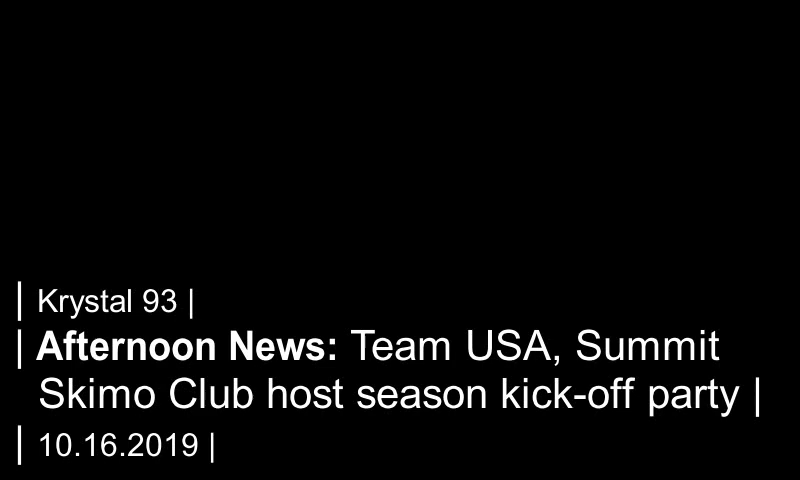 | Krystal 93 |
| Afternoon News: Team USA, Summit
Skimo Club host season kick-off party |
| 10.16.2019 |